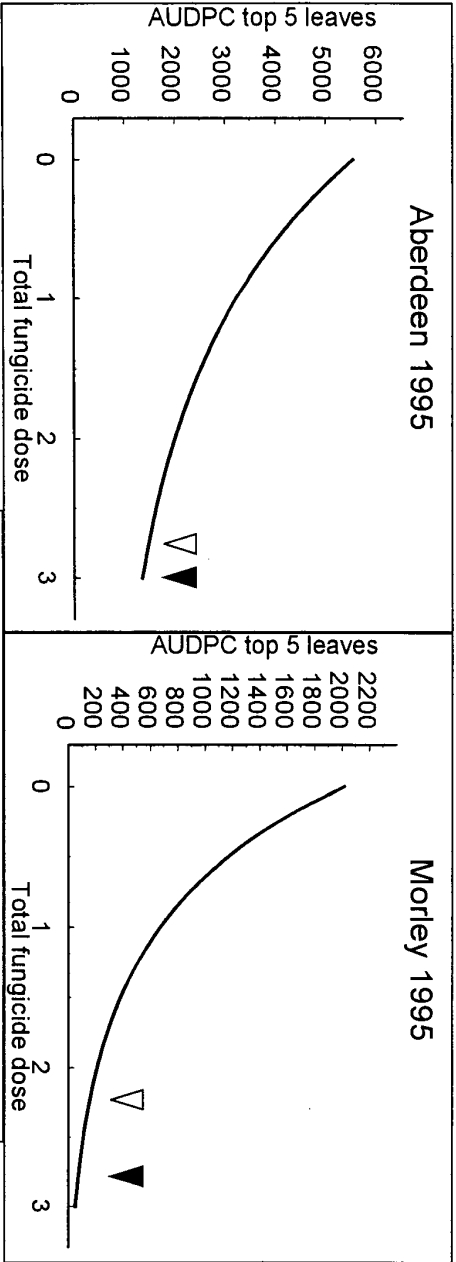 Aberdeen 1995
AUDPC top 5 leaves
6000
5000
4000
3000
2000
1000
0
0 1 2 3
Total fungicide dose
Morley 1995
AUDPC top 5 leaves
2200
2000
1800
1600
1400
1200
1000
800
600
400
200
0
0 1 2 3
Total fungicide dose